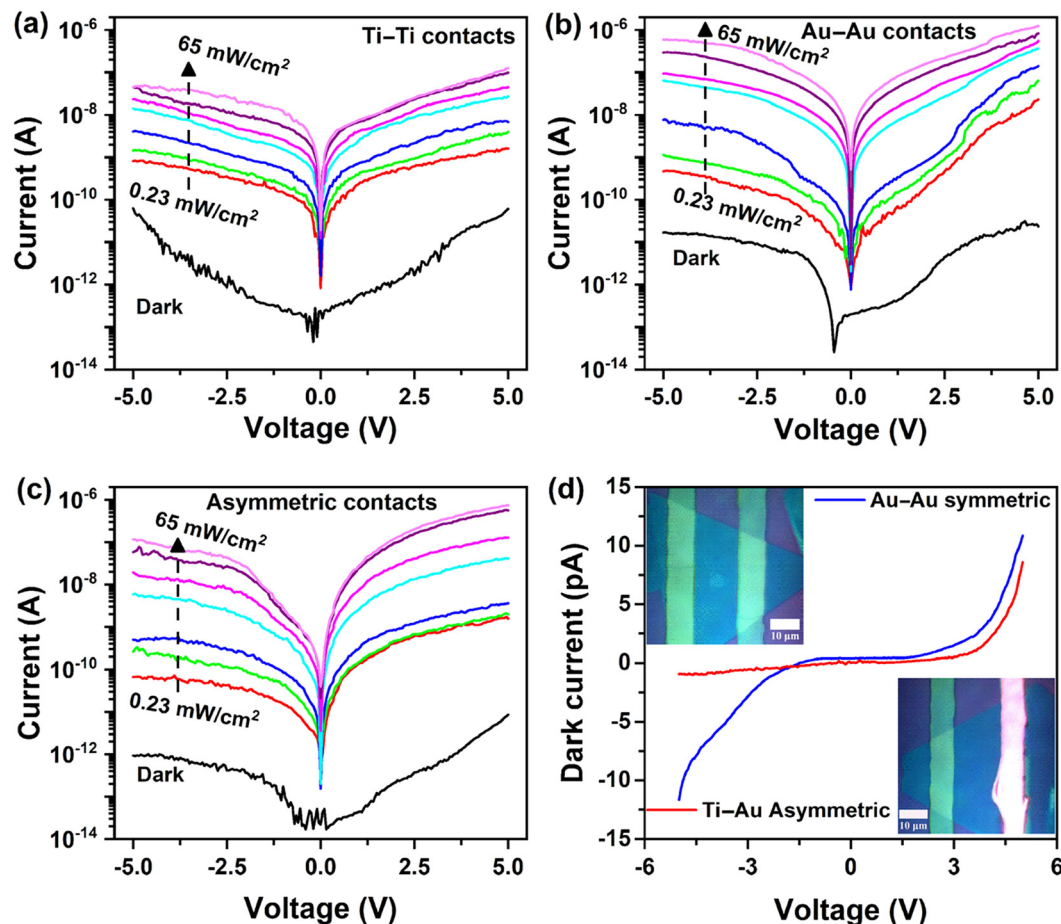 (a)
Ti–Ti contacts
65 mW/cm²
0.23 mW/cm²
Dark
Current (A)
10⁻⁶
10⁻⁸
10⁻¹⁰
10⁻¹²
10⁻¹⁴
-5.0 -2.5 0.0 2.5 5.0
Voltage (V)
(b)
Au–Au contacts
65 mW/cm²
0.23 mW/cm²
Dark
Current (A)
10⁻⁶
10⁻⁸
10⁻¹⁰
10⁻¹²
10⁻¹⁴
-5.0 -2.5 0.0 2.5 5.0
Voltage (V)
(c)
Asymmetric contacts
65 mW/cm²
0.23 mW/cm²
Dark
Current (A)
10⁻⁶
10⁻⁸
10⁻¹⁰
10⁻¹²
10⁻¹⁴
-5.0 -2.5 0.0 2.5 5.0
Voltage (V)
(d)
Au–Au symmetric
10 µm
10 µm
Ti–Au Asymmetric
Dark current (pA)
15
10
5
0
-5
-10
-15
-6 -3 0 3 6
Voltage (V)